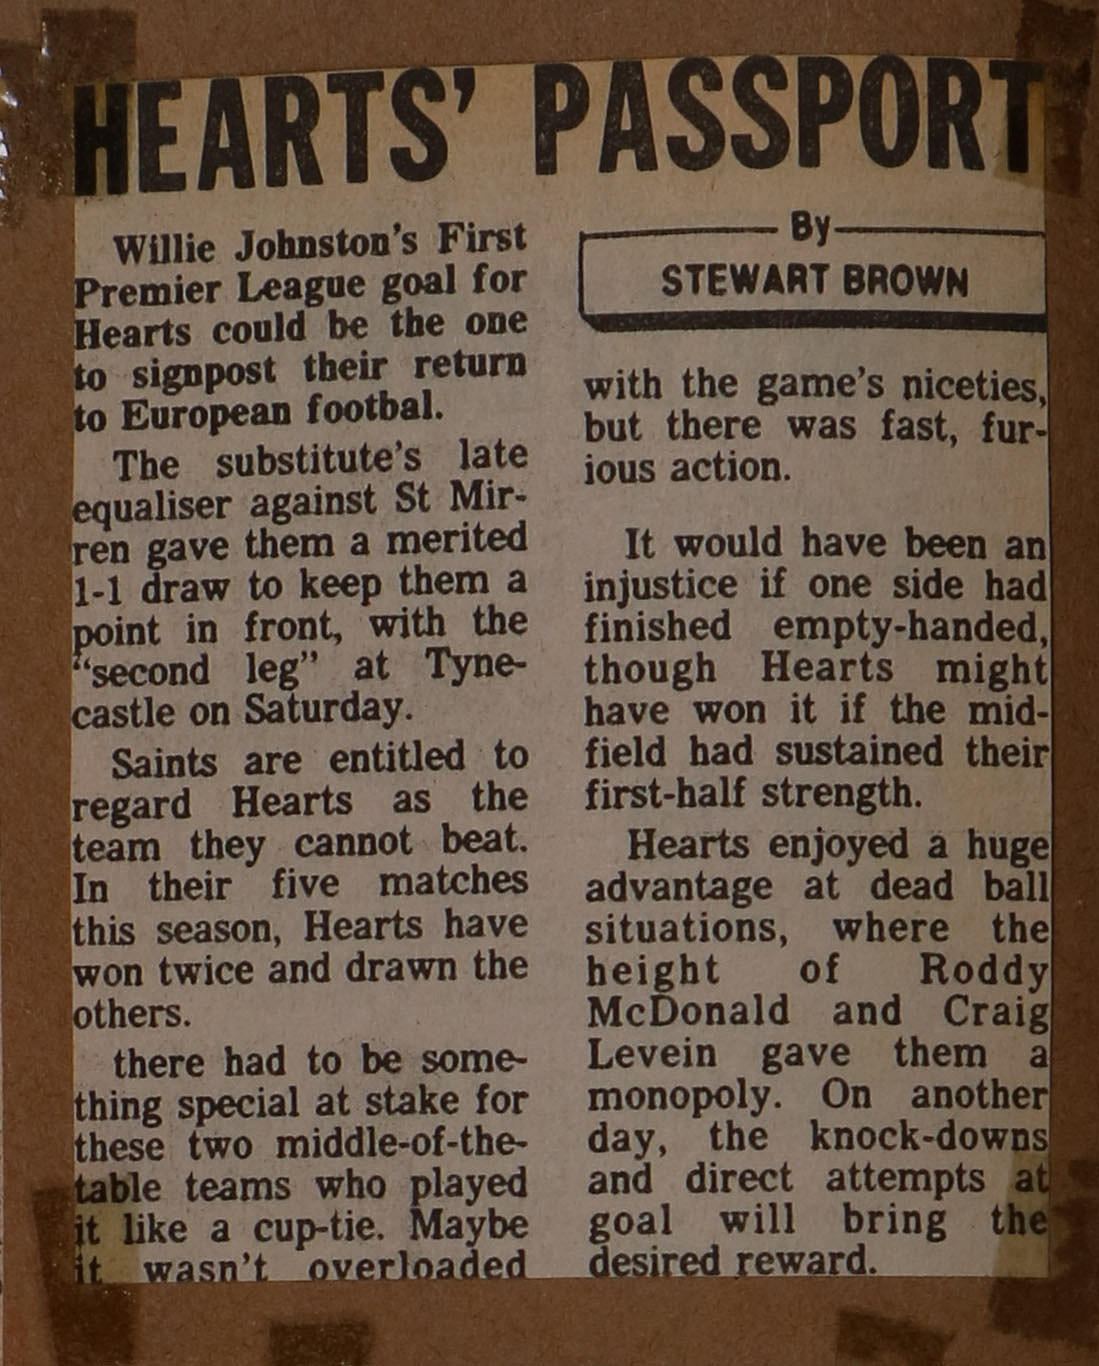 HEARTS' PASSPORT
Willie Johnston's First
Premier League goal for
Hearts could be the one
to signpost their return
to European footbal.
The substitute's late
equaliser against St Mir-
ren gave them a merited
1-1 draw to keep them a
point in front, with the
"second leg" at Tyne-
castle on Saturday.
Saints are entitled to
regard Hearts as the
team they cannot beat.
In their five matches
this season, Hearts have
won twice and drawn the
others.
there had to be some-
thing special at stake for
these two middle-of-the-
table teams who played
it like a cup-tie. Maybe
it wasn't overloaded
By
STEWART BROWN
with the game's niceties,
but there was fast, fur-
ious action.
It would have been an
injustice if one side had
finished empty-handed,
though Hearts might
have won it if the mid-
field had sustained their
first-half strength.
Hearts enjoyed a huge
advantage at dead ball
situations, where the
height of Roddy
McDonald and Craig
Levein gave them a
monopoly. On another
day, the knock-downs
and direct attempts at
goal will bring the
desired reward.